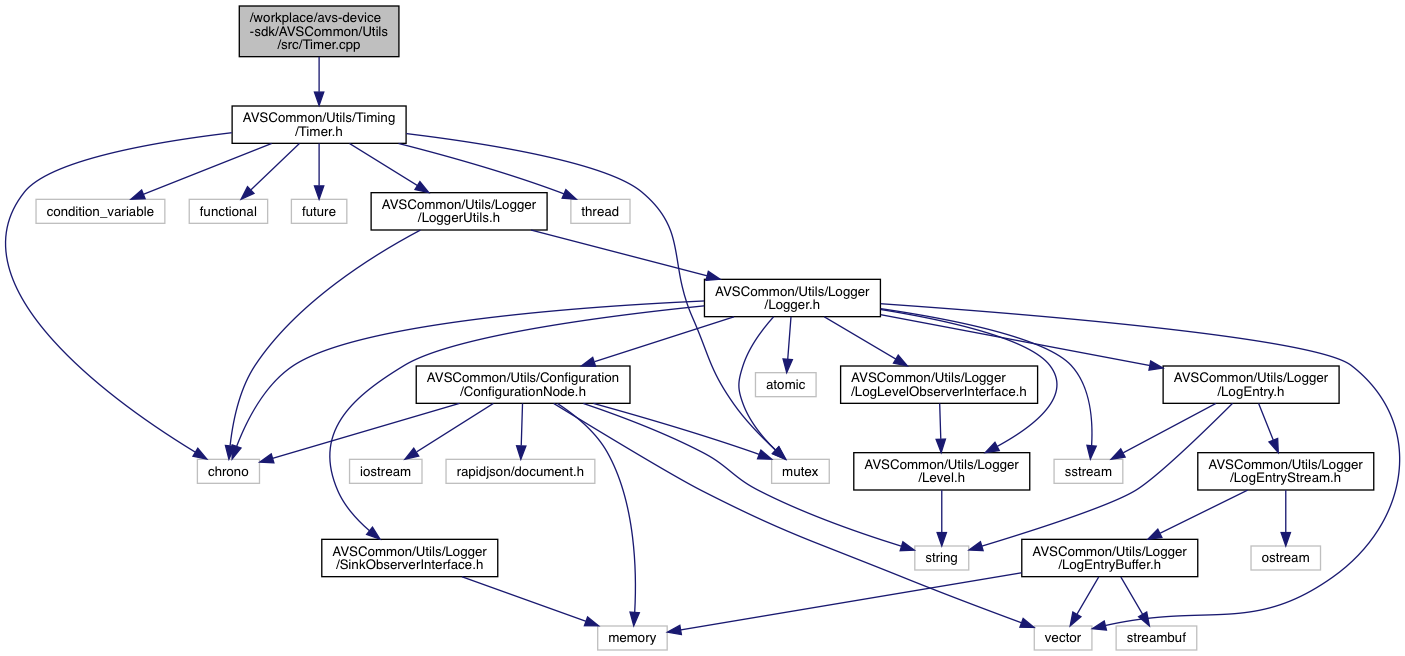 /workplace/avs-device
-sdk/AVSCommon/Utils
/src/Timer.cpp
AVSCommon/Utils/Timing
/Timer.h
condition_variable
functional
future
AVSCommon/Utils/Logger
/LoggerUtils.h
thread
AVSCommon/Utils/Logger
/Logger.h
AVSCommon/Utils/Configuration
/ConfigurationNode.h
atomic
AVSCommon/Utils/Logger
/LogLevelObserverInterface.h
AVSCommon/Utils/Logger
/LogEntry.h
chrono
iostream
rapidjson/document.h
mutex
AVSCommon/Utils/Logger
/Level.h
sstream
AVSCommon/Utils/Logger
/LogEntryStream.h
AVSCommon/Utils/Logger
/SinkObserverInterface.h
string
AVSCommon/Utils/Logger
/LogEntryBuffer.h
ostream
memory
vector
streambuf